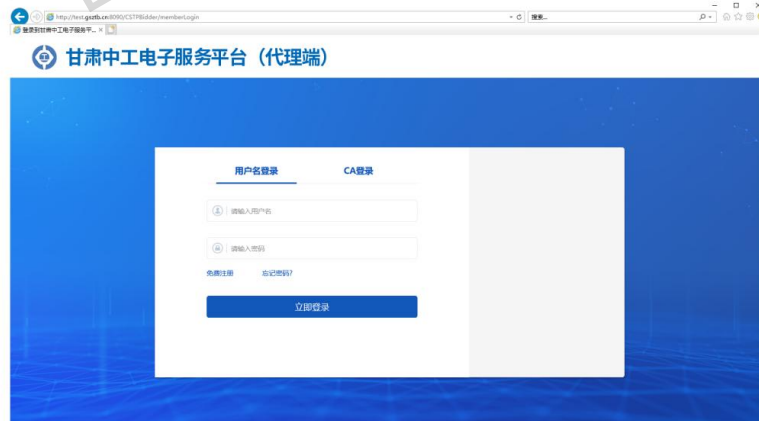 http://test.gsztb.cn:8090/CSTPBidder/memberLogin
搜索...
登录到甘肃中工电子服务平...
甘肃中工电子服务平台（代理端）
用户名登录
CA登录
请输入用户名
请输入密码
免费注册
忘记密码?
立即登录